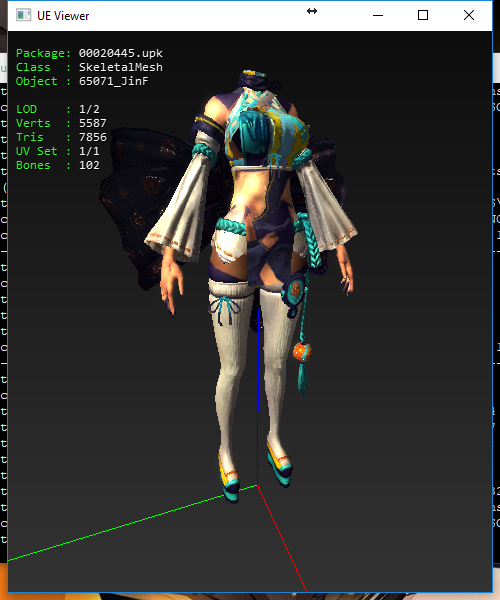 UE Viewer
Package: 00020445.upk
Class : SkeletalMesh
Object : 65071_JinF
LOD : 1/2
Verts : 5587
Tris : 7856
UV Set : 1/1
Bones : 102